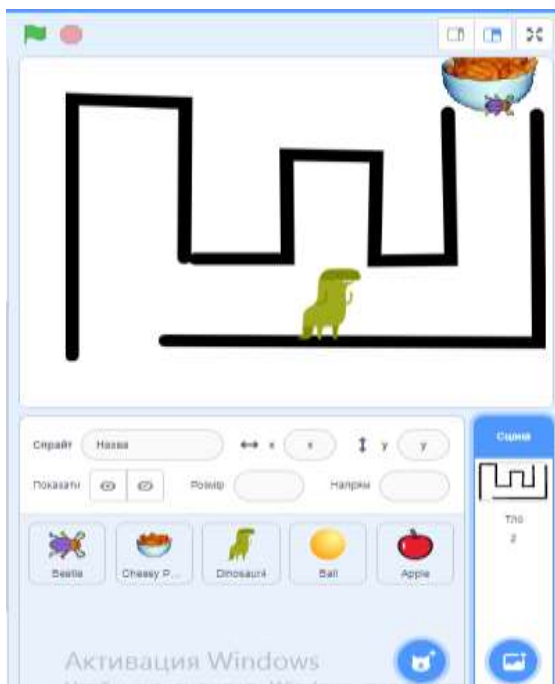 Спрайт Назва x x y y
Показати Розмір Напрям
Сцена
Тло
2
Beetle Cheesy P... Dinosaur4 Ball Apple
Активация Windows